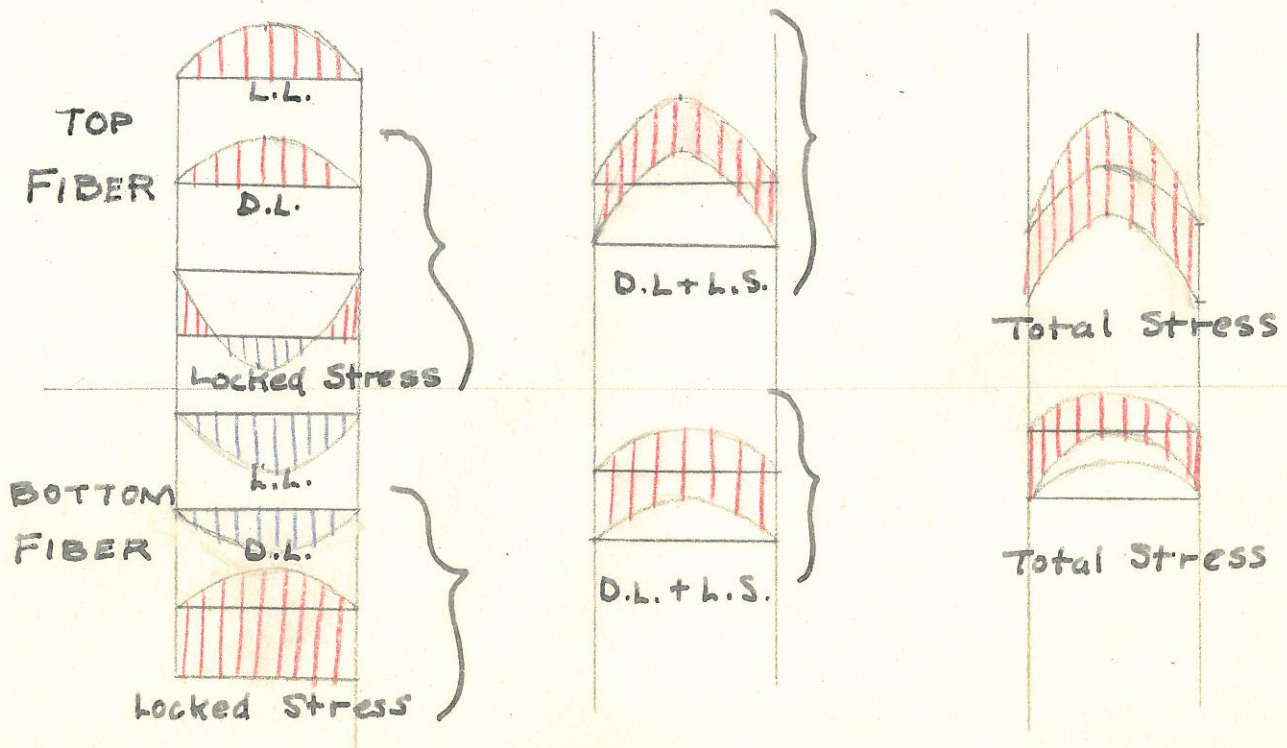 TOP
FIBER
L.L.
D.L.
Locked Stress
D.L + L.S.
Total Stress
BOTTOM
FIBER
L.L.
D.L.
Locked Stress
D.L. + L.S.
Total Stress